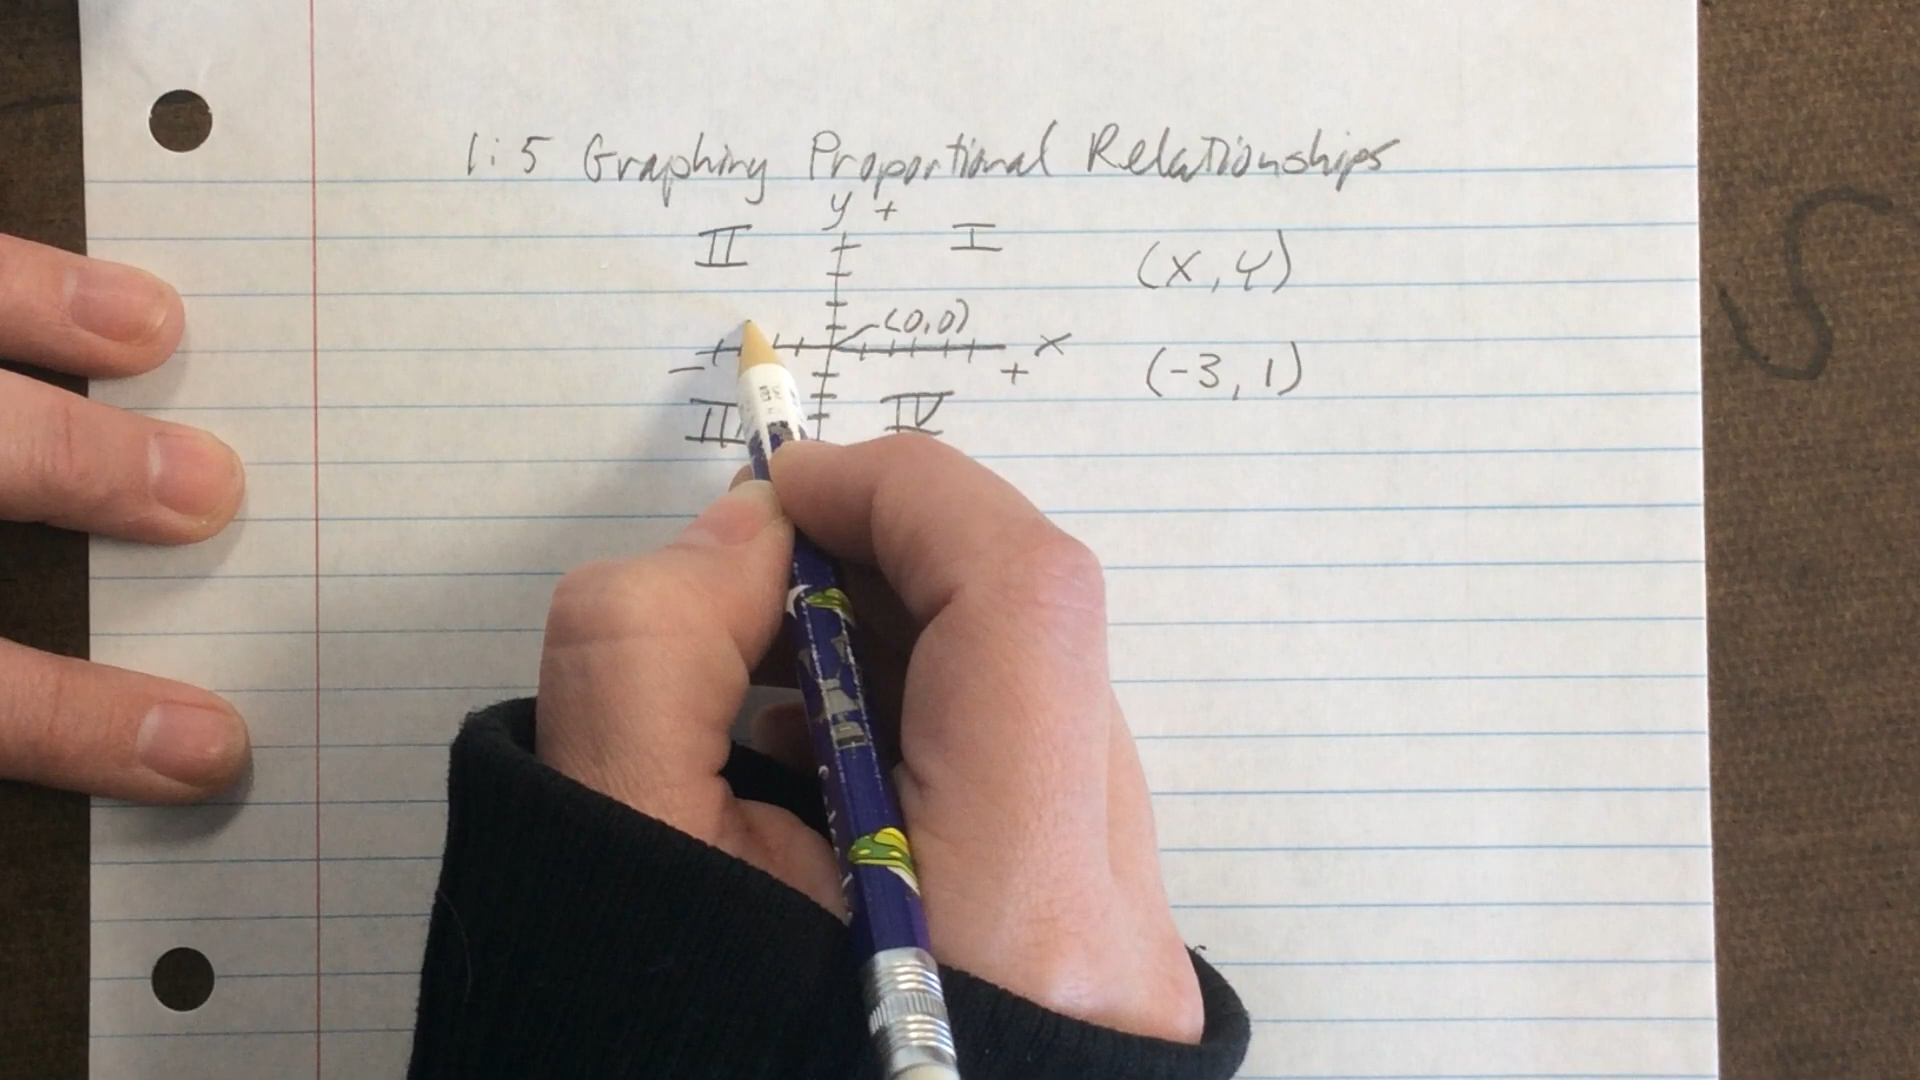 1:5 Graphing Proportional Relationships
y +
II I (x, y)
(0,0)
x
- + (-3, 1)
IV